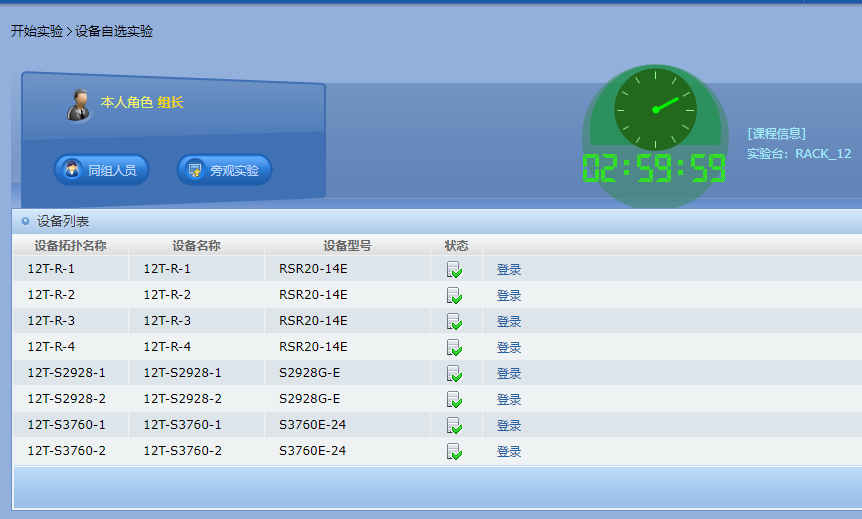 开始实验 > 设备自选实验
本人角色 组长
同组人员 旁观实验
02:59:59
[课程信息]
实验台: RACK_12
设备列表
设备拓扑名称 设备名称 设备型号 状态
12T-R-1 12T-R-1 RSR20-14E 登录
12T-R-2 12T-R-2 RSR20-14E 登录
12T-R-3 12T-R-3 RSR20-14E 登录
12T-R-4 12T-R-4 RSR20-14E 登录
12T-S2928-1 12T-S2928-1 S2928G-E 登录
12T-S2928-2 12T-S2928-2 S2928G-E 登录
12T-S3760-1 12T-S3760-1 S3760E-24 登录
12T-S3760-2 12T-S3760-2 S3760E-24 登录